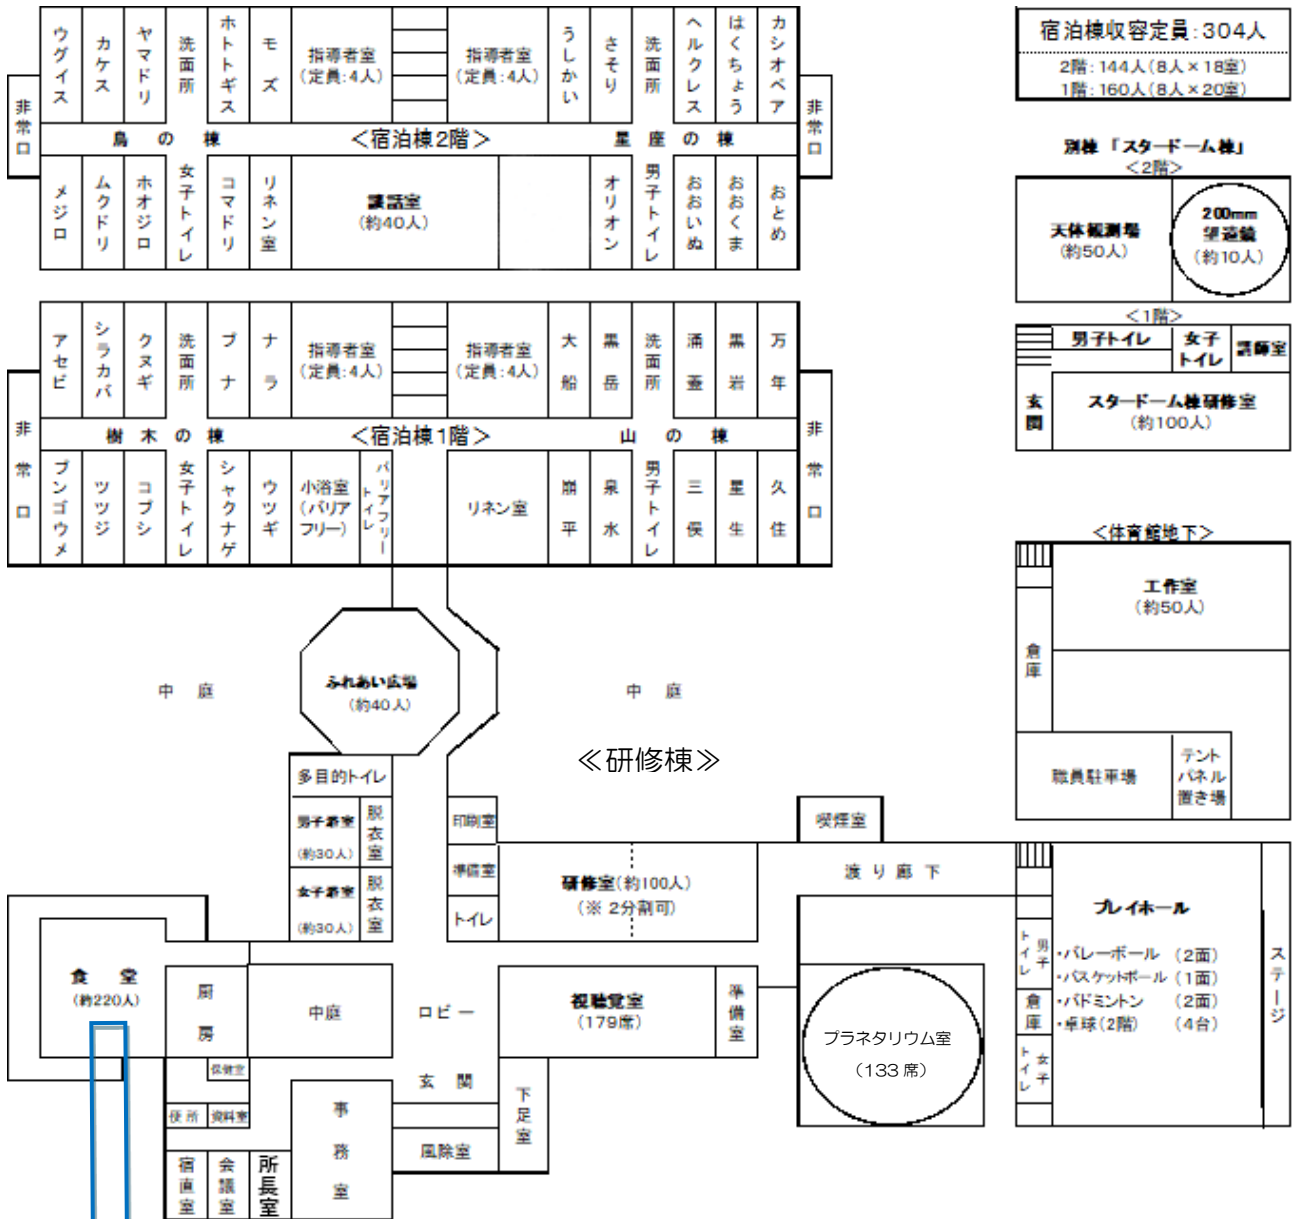 ウグイス
カケス
ヤマドリ
洗面所
ホトトギス
モズ
指導者室
(定員:4人)
指導者室
(定員:4人)
うしかい
さそり
洗面所
ヘルクレス
はくちょう
カシオペア
非常口
鳥の棟
<宿泊棟2階>
星座の棟
非常口
メジロ
ムクドリ
ホオジロ
女子トイレ
コマドリ
リネン室
談話室
(約40人)
オリオン
男子トイレ
おおいぬ
おおくま
おとめ
宿泊棟収容定員:304人
2階:144人(8人×18室)
1階:160人(8人×20室)
別棟「スタードーム棟」
<2階>
天体観測場
(約50人)
200mm
望遠鏡
(約10人)
<1階>
男子トイレ
女子
トイレ
講師室
玄関
スタードーム棟研修室
(約100人)
アセビ
シラカバ
クヌギ
洗面所
ブナ
ナラ
指導者室
(定員:4人)
指導者室
(定員:4人)
大船
黒岳
洗面所
涌蓋
黒岩
万年
非常口
樹木の棟
<宿泊棟1階>
山の棟
非常口
ブンゴウメ
ツツジ
コブシ
女子トイレ
シャクナゲ
ウツギ
小浴室
(バリア
フリー)
バリアフリー
トイレ
リネン室
崩平
泉水
男子トイレ
三俣
星生
久住
<体育館地下>
工作室
(約50人)
倉庫
職員駐車場
テント
パネル
置き場
中庭
ふれあい広場
(約40人)
中庭
≪研修棟≫
多目的トイレ
男子浴室
(約30人)
脱衣室
女子浴室
(約30人)
脱衣室
印刷室
準備室
トイレ
研修室(約100人)
(※ 2分割可)
喫煙室
渡り廊下
プレイホール
・バレーボール (2面)
・バスケットボール (1面)
・バドミントン (2面)
・卓球(2階) (4台)
男子
トイレ
倉庫
女子
トイレ
ステージ
食堂
(約220人)
厨房
中庭
ロビー
視聴覚室
(179席)
準備室
プラネタリウム室
(133席)
保健室
便所
資料室
玄関
下足室
風除室
事務室
宿直室
会議室
所長室